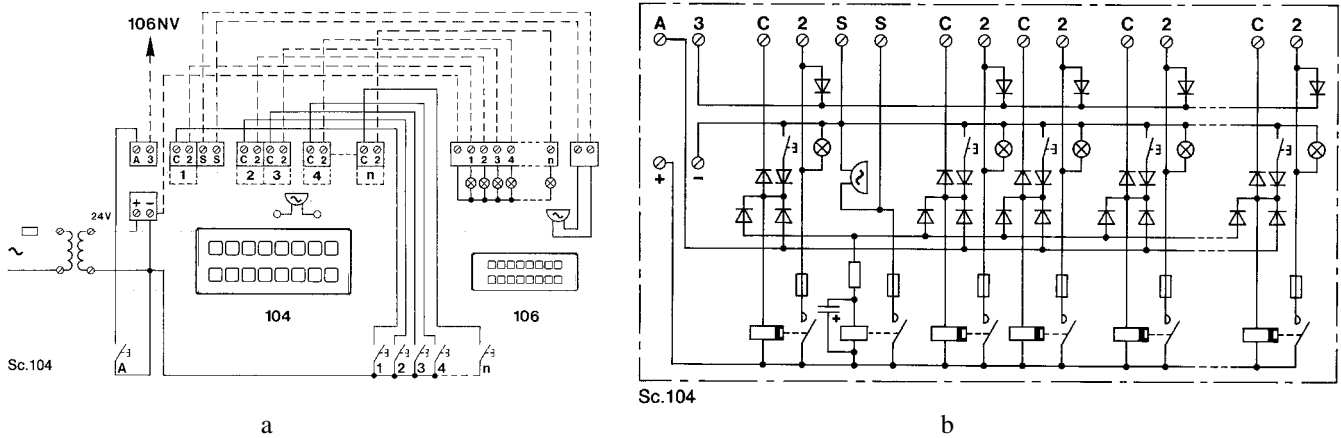 106NV
A 3
C 2 S S
1
C 2 C 2
2 3
C 2
4
C 2
n
1 2 3 4 n
+ −
24V
~
104
106
A
1 2 3 4 n
Sc.104
a
A 3 C 2 S S C 2 C 2 C 2 C 2
+ −
+
Sc.104
b